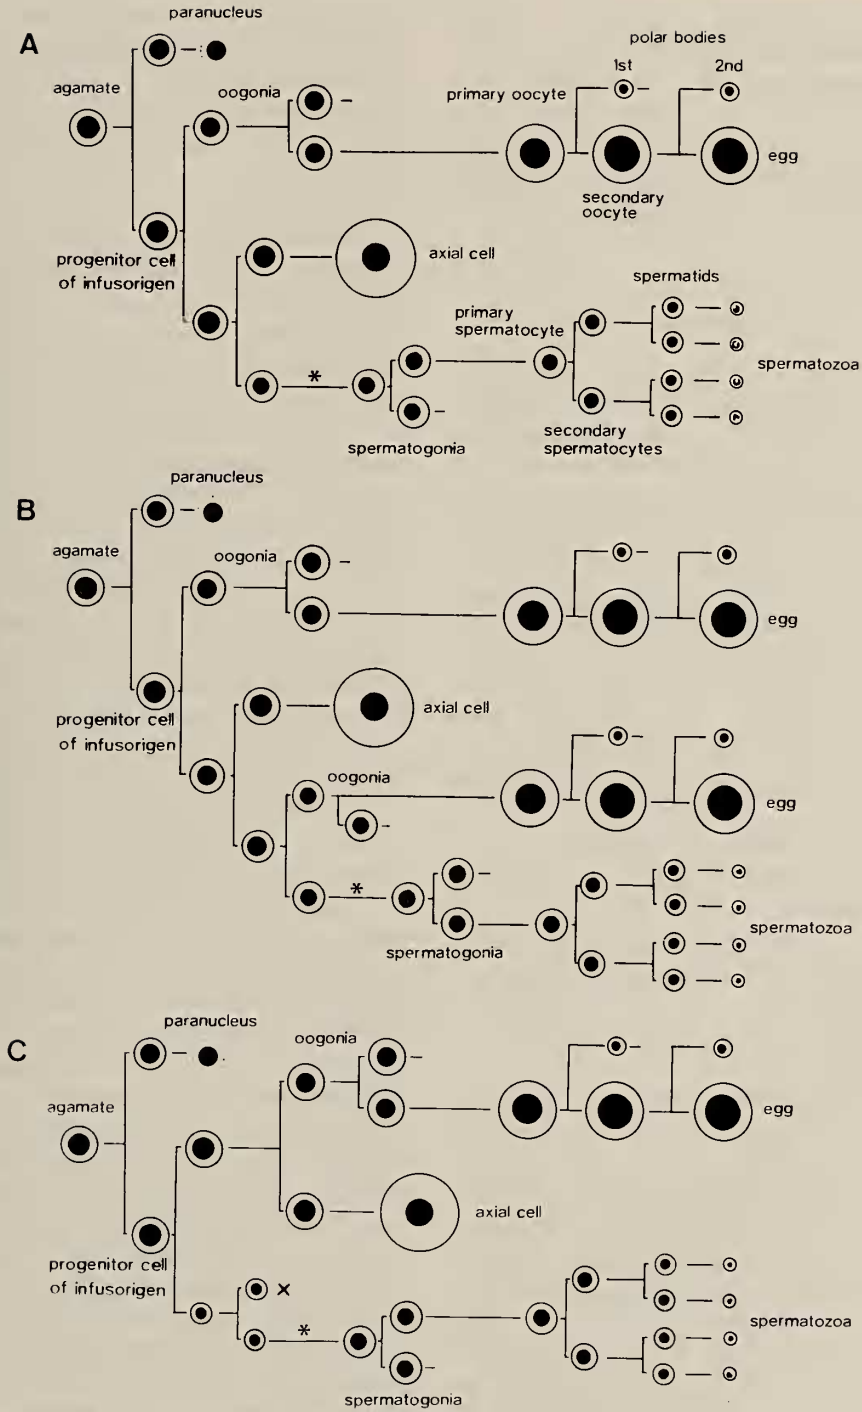 A
paranucleus
polar bodies
agamate
oogonia
primary oocyte
1st
2nd
egg
secondary
oocyte
progenitor cell
of infusorigen
axial cell
spermatids
primary
spermatocyte
*
spermatozoa
spermatogonia
secondary
spermatocytes
B
paranucleus
agamate
oogonia
egg
progenitor cell
of infusorigen
axial cell
oogonia
egg
*
spermatogonia
spermatozoa
C
paranucleus
oogonia
agamate
egg
axial cell
progenitor cell
of infusorigen
x
*
spermatozoa
spermatogonia